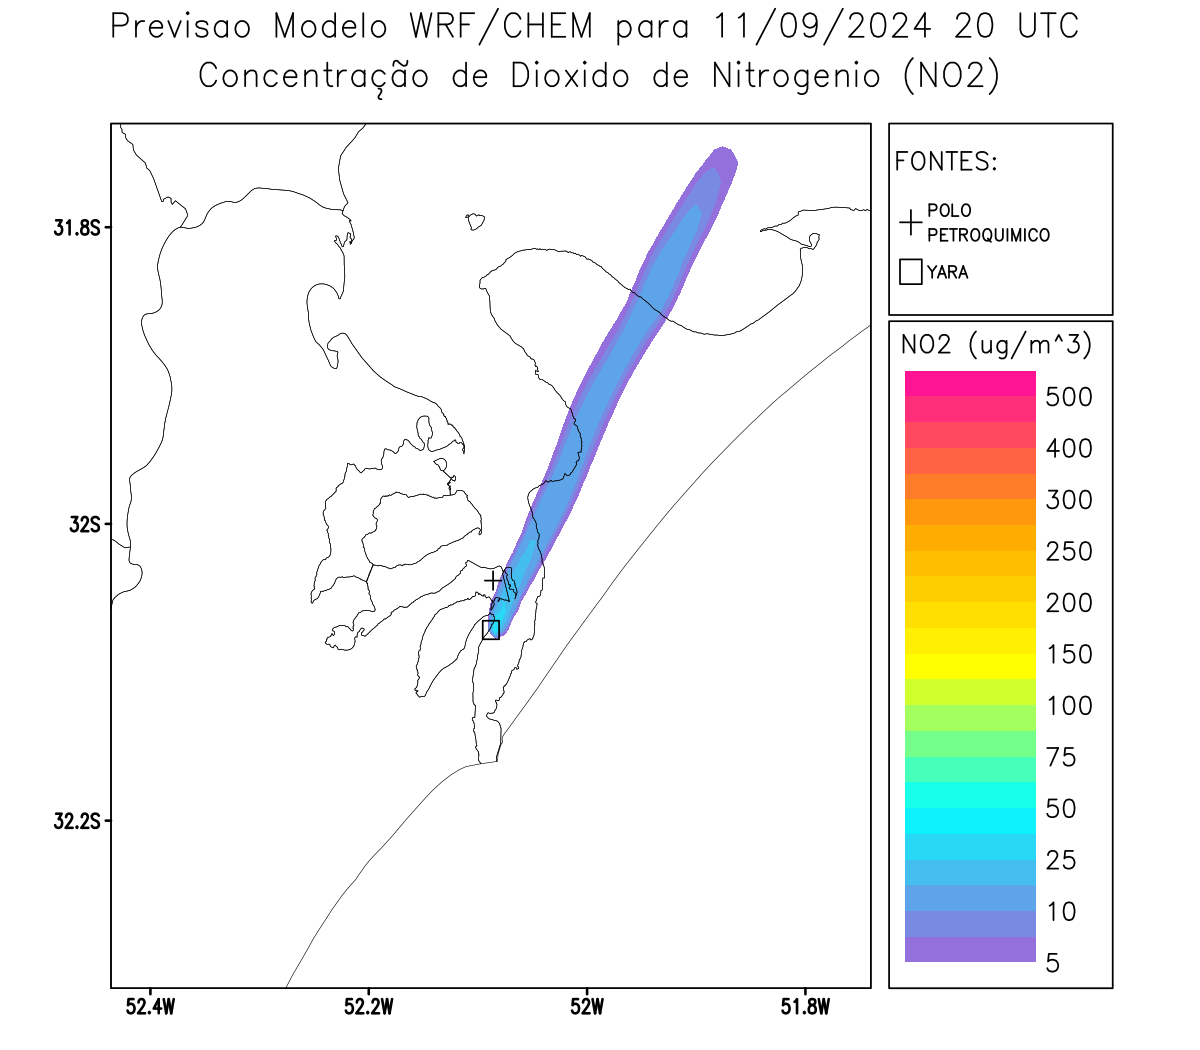 Previsao Modelo WRF/CHEM para 11/09/2024 20 UTC
Concentração de Dioxido de Nitrogenio (NO2)
FONTES:
POLO
PETROQUIMICO
YARA
31.8S
32S
32.2S
52.4W
52.2W
52W
51.8W
NO2 (ug/m^3)
500
400
300
250
200
150
100
75
50
25
10
5